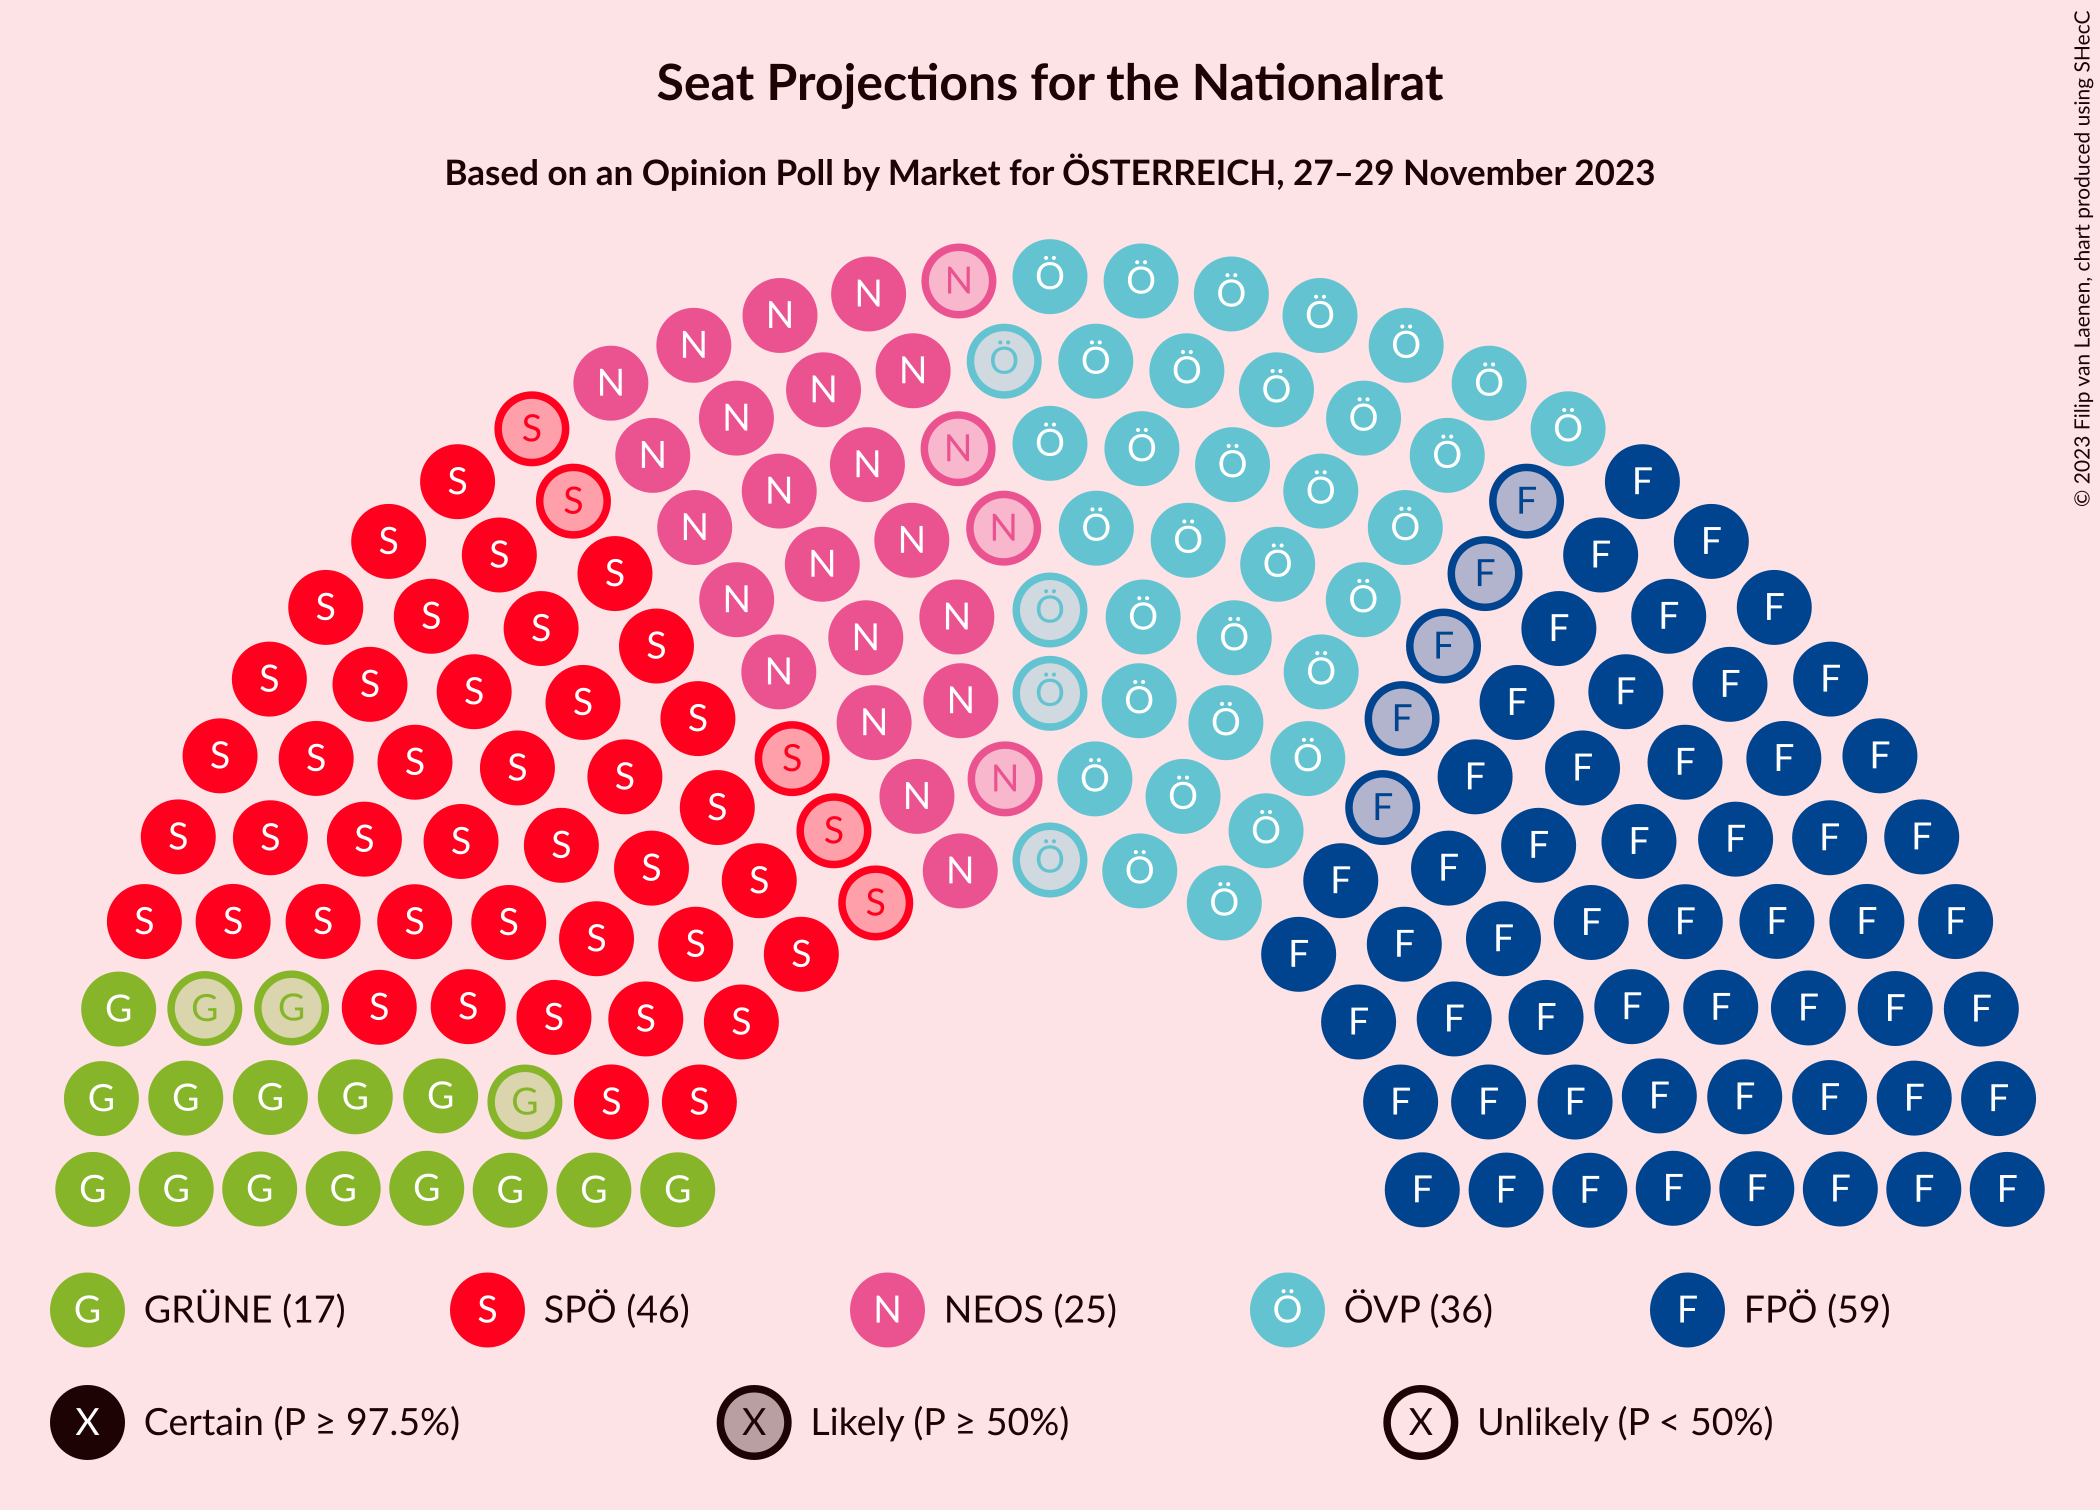 Seat Projections for the Nationalrat
Based on an Opinion Poll by Market for ÖSTERREICH, 27–29 November 2023
© 2023 Filip van Laenen, chart produced using SHecC
N Ö Ö Ö Ö Ö Ö Ö
G GRÜNE (17) S SPÖ (46) N NEOS (25) Ö ÖVP (36) F FPÖ (59)
X Certain (P ≥ 97.5%) X Likely (P ≥ 50%) X Unlikely (P < 50%)